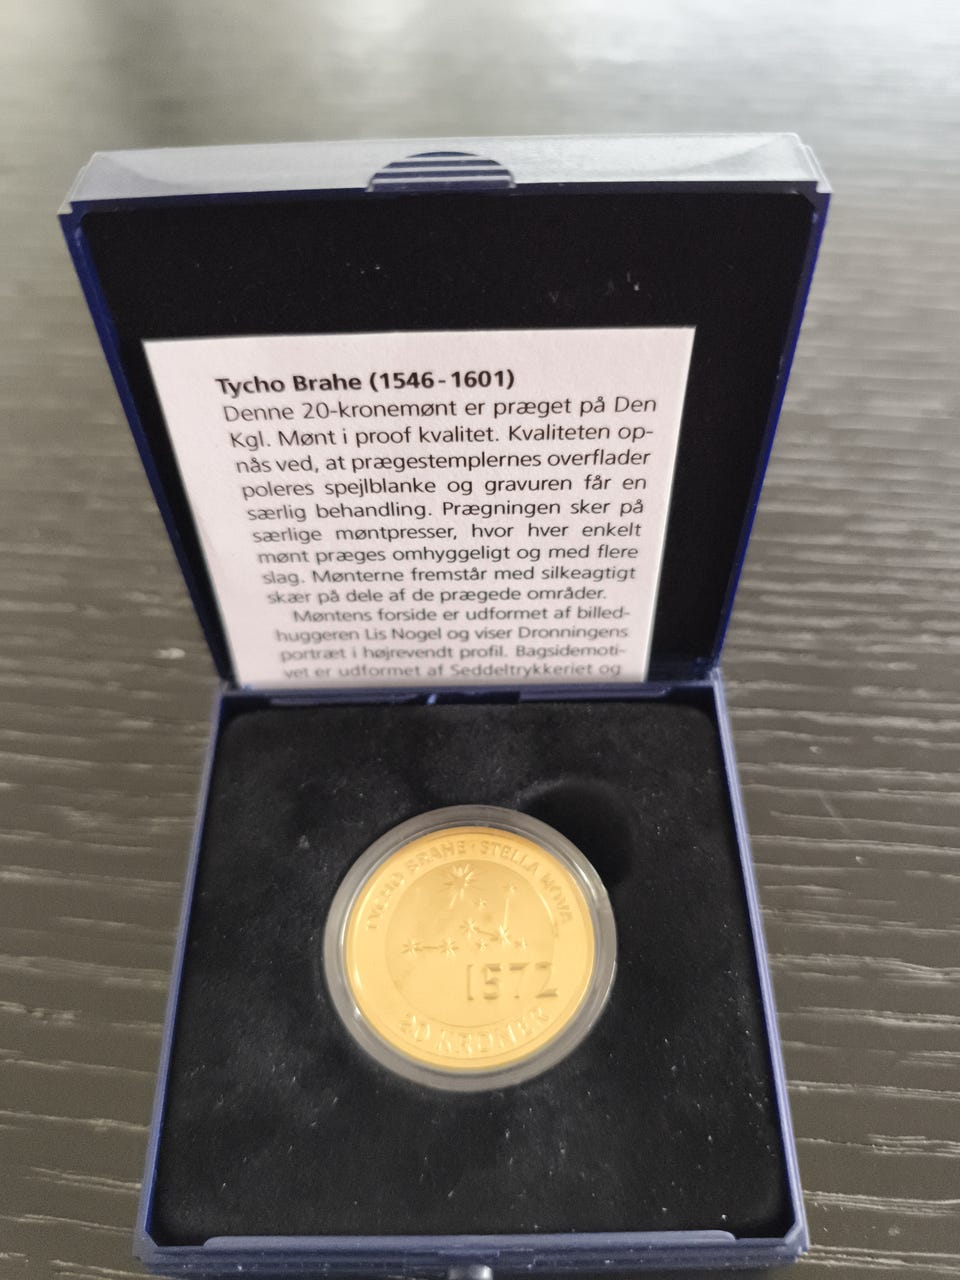 Tycho Brahe (1546-1601)
Denne 20-kronemønt er præget på Den
Kgl. Mønt i proof kvalitet. Kvaliteten op-
nås ved, at prægestemplernes overflader
poleres spejlblanke og gravuren får en
særlig behandling. Prægningen sker på
særlige møntpresser, hvor hver enkelt
mønt præges omhyggeligt og med flere
slag. Mønterne fremstår med silkeagtigt
skær på dele af de prægede områder.
Møntens forside er udformet af billed-
huggeren Lis Nogel og viser Dronningens
portræt i højrevendt profil. Bagsidemoti-
vet er udformet af Seddeltrykkeriet og
TYCHO BRAHE · STELLA NOVA
1572
20 KRONER